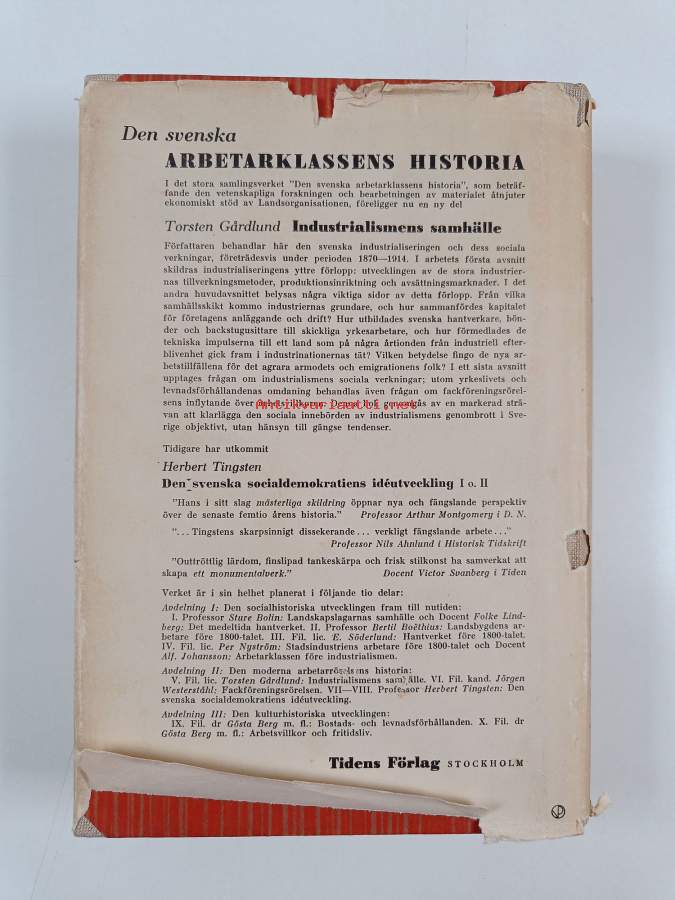 Den svenska
ARBETARKLASSENS HISTORIA
I det stora samlingsverket "Den svenska arbetarklassens historia", som beträf-
fande den vetenskapliga forskningen och bearbetningen av materialet åtnjuter
ekonomiskt stöd av Landsorganisationen, föreligger nu en ny del
Torsten Gårdlund Industrialismens samhälle
Författaren behandlar här den svenska industrialiseringen och dess sociala
verkningar, företrädesvis under perioden 1870—1914. I arbetets första avsnitt
skildras industrialiseringens yttre förlopp: utvecklingen av de stora industrier-
nas tillverkningsmetoder, produktionsinriktning och avsättningsmarknader. I det
andra huvudavsnittet belysas några viktiga sidor av detta förlopp. Från vilka
samhällsskikt kommo industriernas grundare, och hur sammanfördes kapitalet
för företagens anläggande och drift? Hur utbildades svenska hantverkare, bön-
der och backstugusittare till skickliga yrkesarbetare, och hur förmedlades de
tekniska impulserna till ett land som på några årtionden från industriell efter-
blivenhet gick fram i industrinationernas tät? Vilken betydelse fingo de nya ar-
betstillfällena för det agrara armodets och emigrationens folk? I ett sista avsnitt
upptages frågan om industrialismens sociala verkningar; utom yrkeslivets och
levnadsförhållandenas omdaning behandlas även frågan om fackföreningsrörel-
sens inflytande över arbetsvillkoren. Denna bok genomgås av en markerad strä-
van att klarlägga den sociala innebörden av industrialismens genombrott i Sve-
rige objektivt, utan hänsyn till gängse tendenser.
Antikvariaatti.net
Tidigare har utkommit
Herbert Tingsten
Den svenska socialdemokratiens idéutveckling I o. II
"Hans i sitt slag mästerliga skildring öppnar nya och fängslande perspektiv
över de senaste femtio årens historia." Professor Arthur Montgomery i D. N.
"... Tingstens skarpsinnigt dissekerande ... verkligt fängslande arbete ..."
Professor Nils Ahnlund i Historisk Tidskrift
"Outtröttlig lärdom, finslipad tankeskärpa och frisk stilkonst ha samverkat att
skapa ett monumentalverk." Docent Victor Svanberg i Tiden
Verket är i sin helhet planerat i följande tio delar:
Avdelning I: Den socialhistoriska utvecklingen fram till nutiden:
I. Professor Sture Bolin: Landskapslagarnas samhälle och Docent Folke Lind-
berg: Det medeltida hantverket. II. Professor Bertil Boëthius: Landsbygdens ar-
betare före 1800-talet. III. Fil. lic. E. Söderlund: Hantverket före 1800-talet.
IV. Fil. lic. Per Nyström: Stadsindustriens arbetare före 1800-talet och Docent
Alf. Johansson: Arbetarklassen före industrialismen.
Avdelning II: Den moderna arbetarrörelsens historia:
V. Fil. lic. Torsten Gårdlund: Industrialismens samhälle. VI. Fil. kand. Jörgen
Westerståhl: Fackföreningsrörelsen. VII—VIII. Professor Herbert Tingsten: Den
svenska socialdemokratiens idéutveckling.
Avdelning III: Den kulturhistoriska utvecklingen:
IX. Fil. dr Gösta Berg m. fl.: Bostads- och levnadsförhållanden. X. Fil. dr
Gösta Berg m. fl.: Arbetsvillkor och fritidsliv.
Tidens Förlag STOCKHOLM